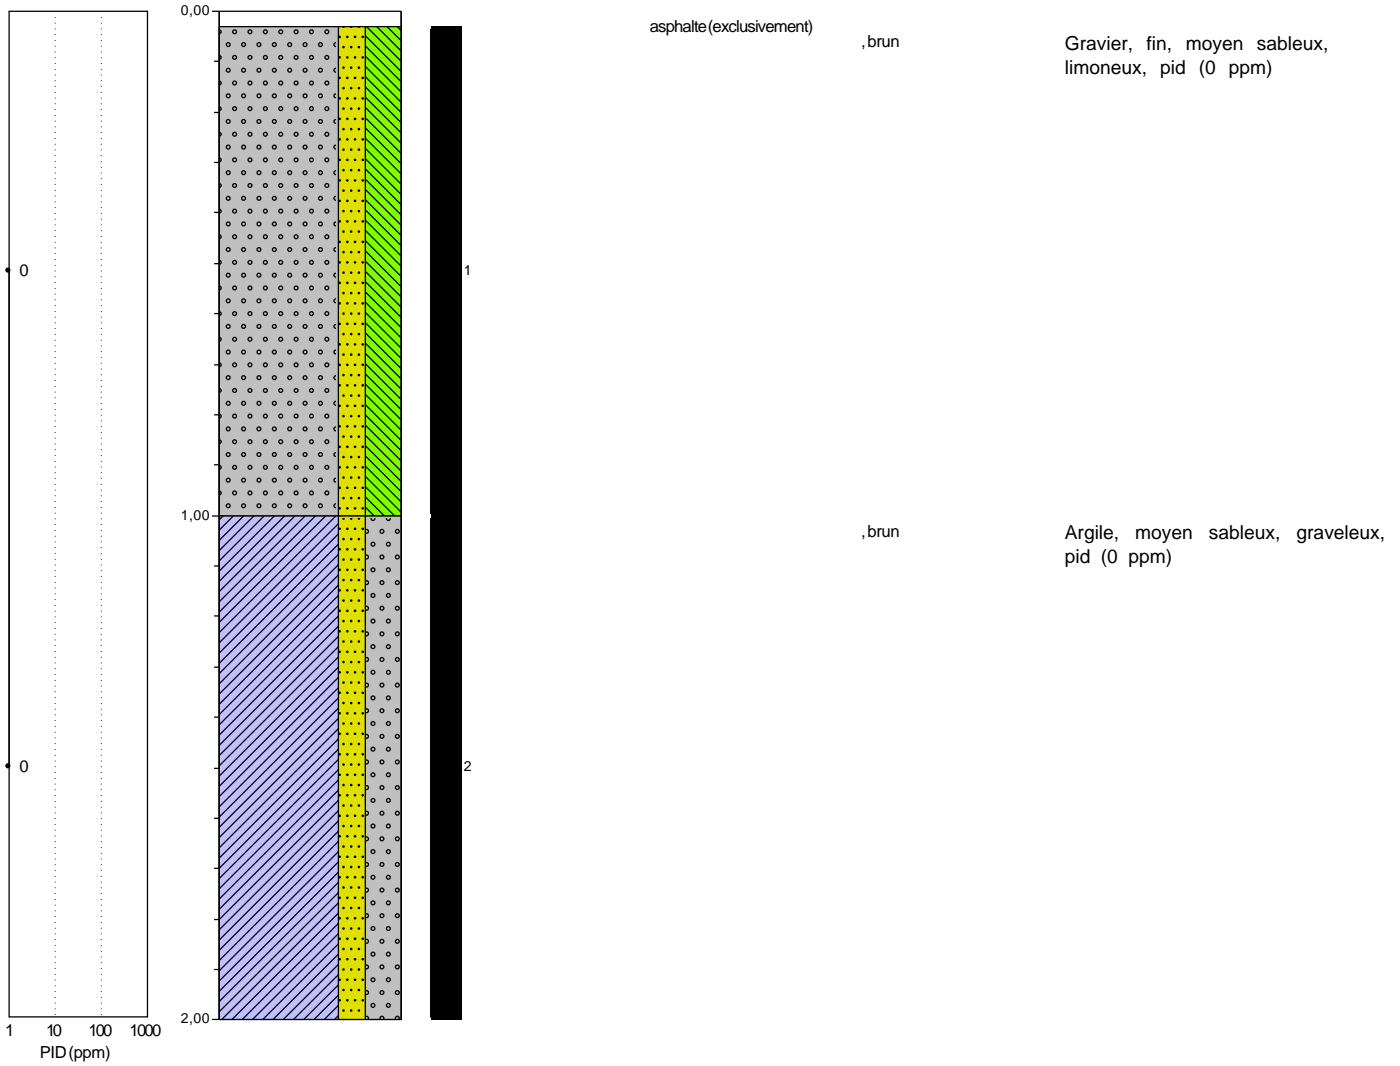 0,00
asphalte (exclusivement)
, brun
Gravier, fin, moyen sableux,
limoneux, pid (0 ppm)
0
1
1,00
, brun
Argile, moyen sableux, graveleux,
pid (0 ppm)
0
2
2,00
1 10 100 1000
PID (ppm)